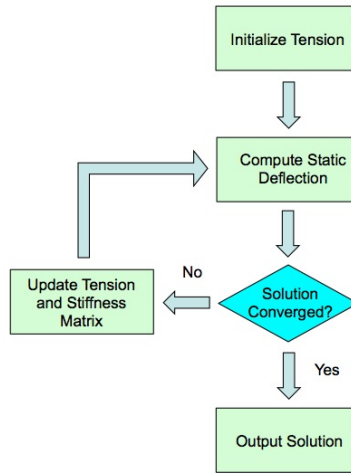 Initialize Tension
Compute Static
Deflection
Solution
Converged?
No
Update Tension
and Stiffness
Matrix
Yes
Output Solution